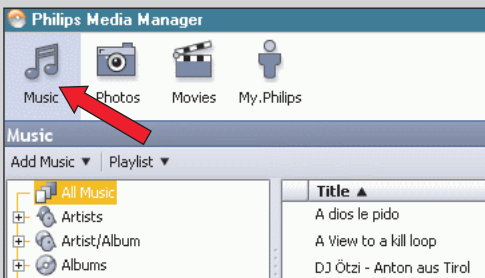 Philips Media Manager
Music Photos Movies My.Philips
Music
Add Music ▼ Playlist ▼
All Music
Artists
Artist/Album
Albums
Title ▲
A dios le pido
A View to a kill loop
DJ Ötzi - Anton aus Tirol